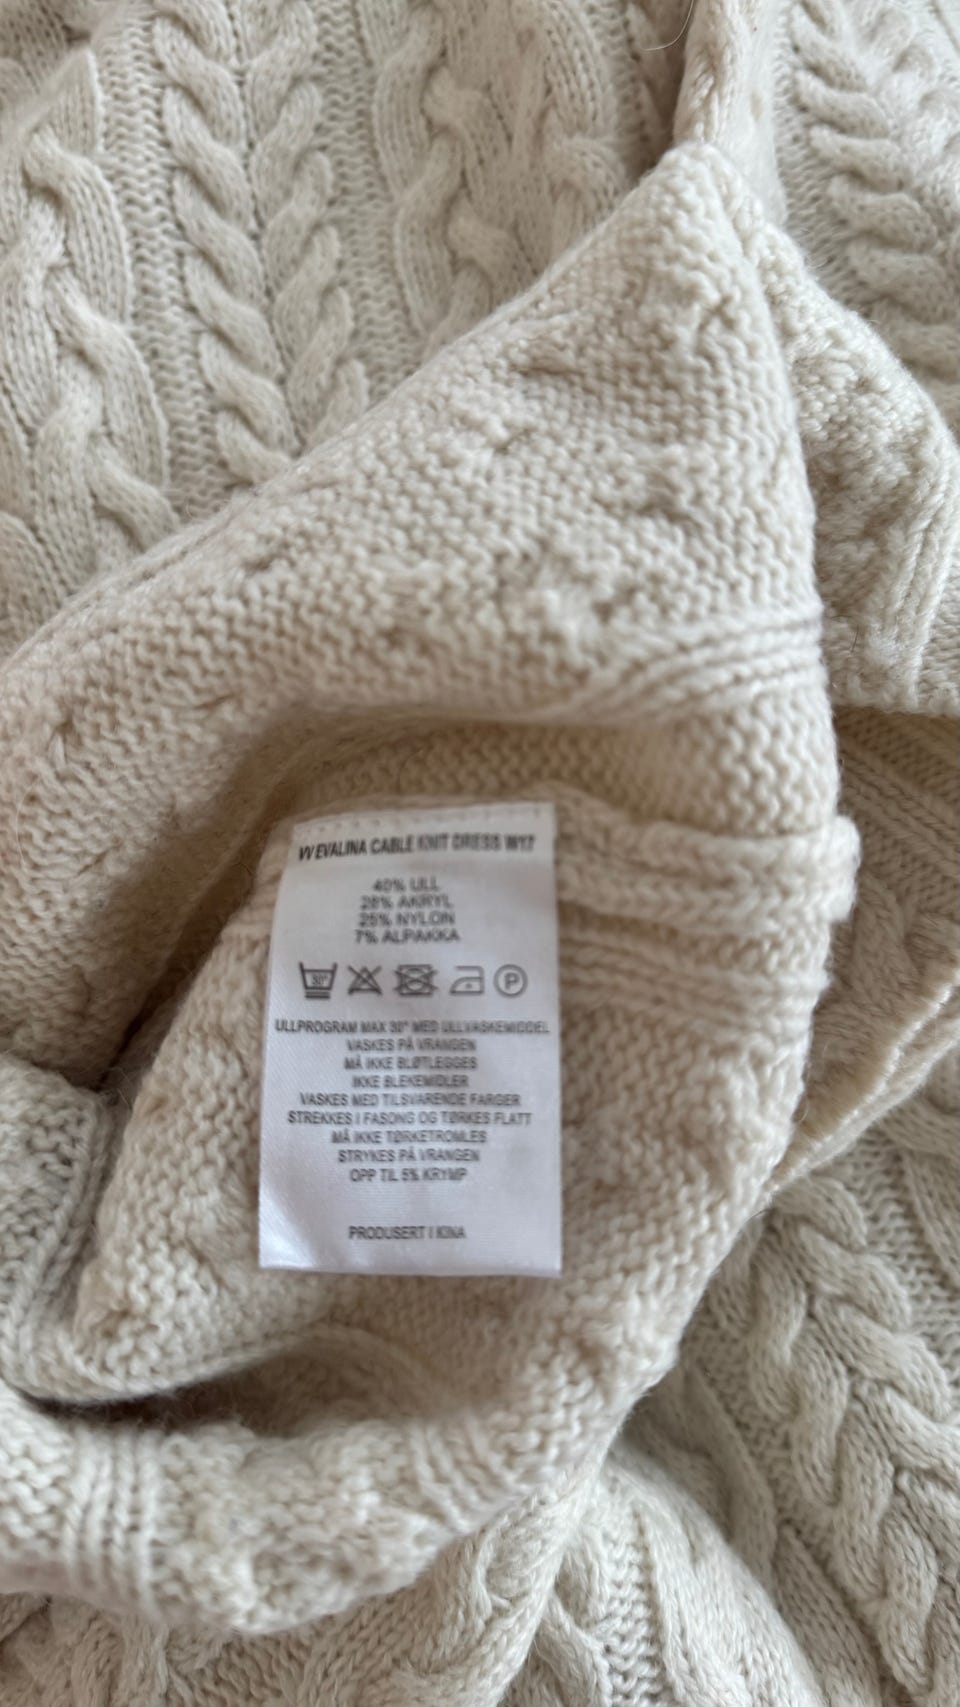 VV EVALINA CABLE KNIT DRESS W17
40% ULL
28% AKRYL
25% NYLON
7% ALPAKKA
30°
P
ULLPROGRAM MAX 30° MED ULLVASKEMIDDEL
VASKES PÅ VRANGEN
MÅ IKKE BLØTLEGGES
IKKE BLEKEMIDLER
VASKES MED TILSVARENDE FARGER
STREKKES I FASONG OG TØRKES FLATT
MÅ IKKE TØRKETROMLES
STRYKES PÅ VRANGEN
OPP TIL 5% KRYMP
PRODUSERT I KINA